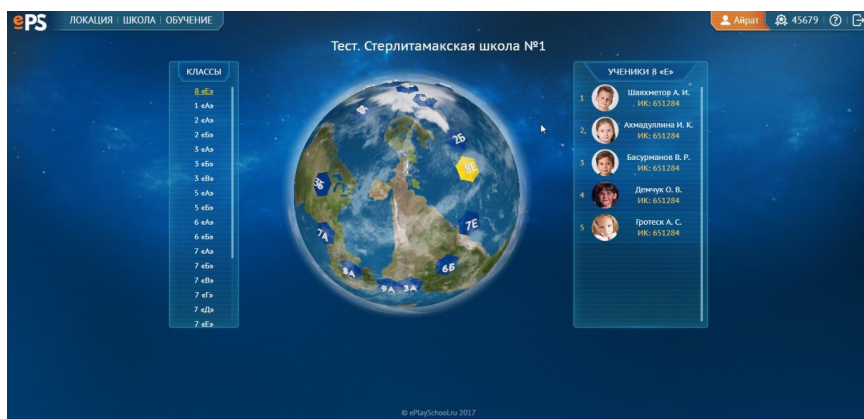 ePS
ЛОКАЦИЯ | ШКОЛА | ОБУЧЕНИЕ
Айрат
45679
Тест. Стерлитамакская школа №1
КЛАССЫ
8 «Е»
1 «А»
2 «А»
2 «Б»
3 «А»
3 «Б»
3 «В»
5 «А»
5 «Б»
6 «А»
6 «Б»
7 «А»
7 «Б»
7 «В»
7 «Г»
7 «Д»
7 «Е»
2Б
8Е
3Б
7Е
7А
6Б
8А
9А
3А
УЧЕНИКИ 8 «Е»
1 Шаяхметов А. И.
ИК: 651284
2 Ахмадуллина И. К.
ИК: 651284
3 Басурманов В. Р.
ИК: 651284
4 Демчук О. В.
ИК: 651284
5 Гротеск А. С.
ИК: 651284
© ePlaySchool.ru 2017